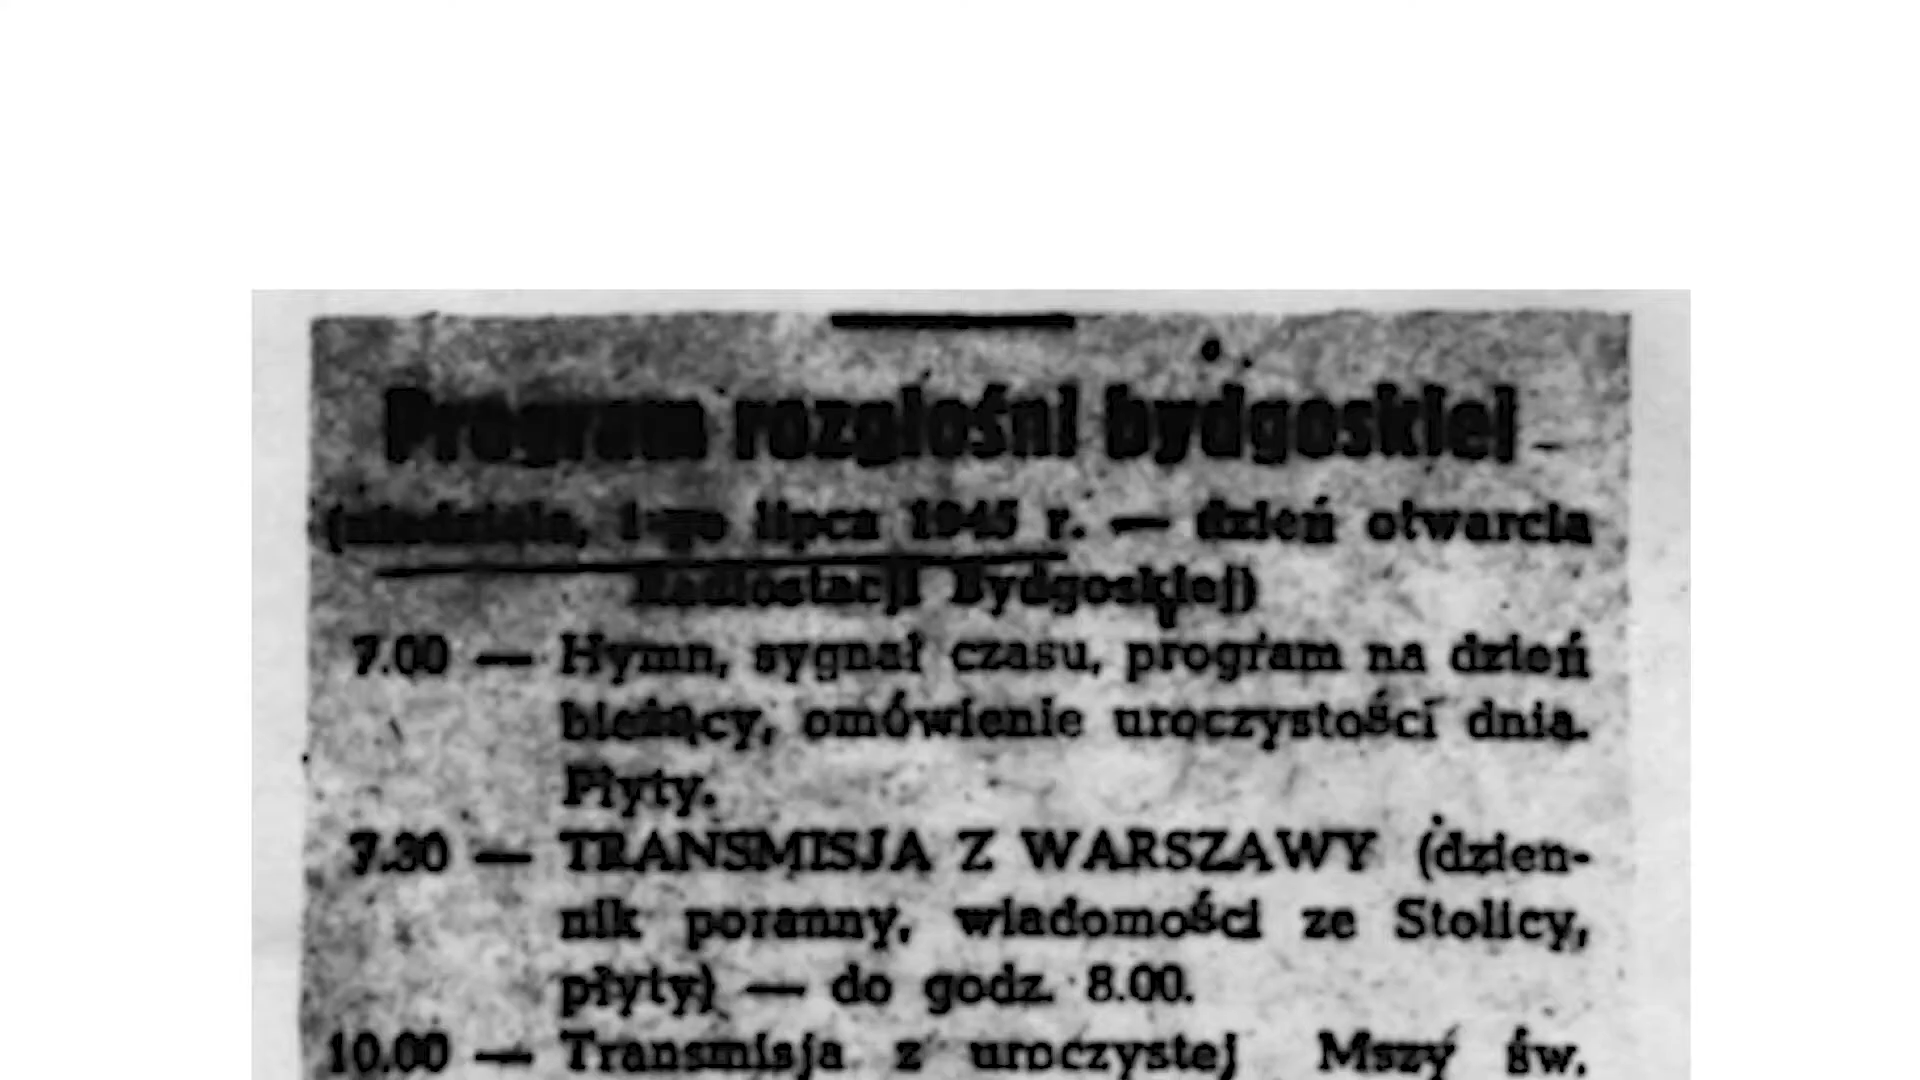 Program rozgłośni bydgoskiej
(niedziela, 1-go lipca 1945 r. — dzień otwarcia
Radiostacji Bydgoskiej)
7.00 — Hymn, sygnał czasu, program na dzień
bieżący, omówienie uroczystości dnia.
Płyty.
7.30 — TRANSMISJA Z WARSZAWY (dzien-
nik poranny, wiadomości ze Stolicy,
płyty) — do godz. 8.00.
10.00 — Transmisja z uroczystej Mszy św.